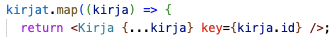 kirjat.map((kirja) => {
  return <Kirja {...kirja} key={kirja.id} />;